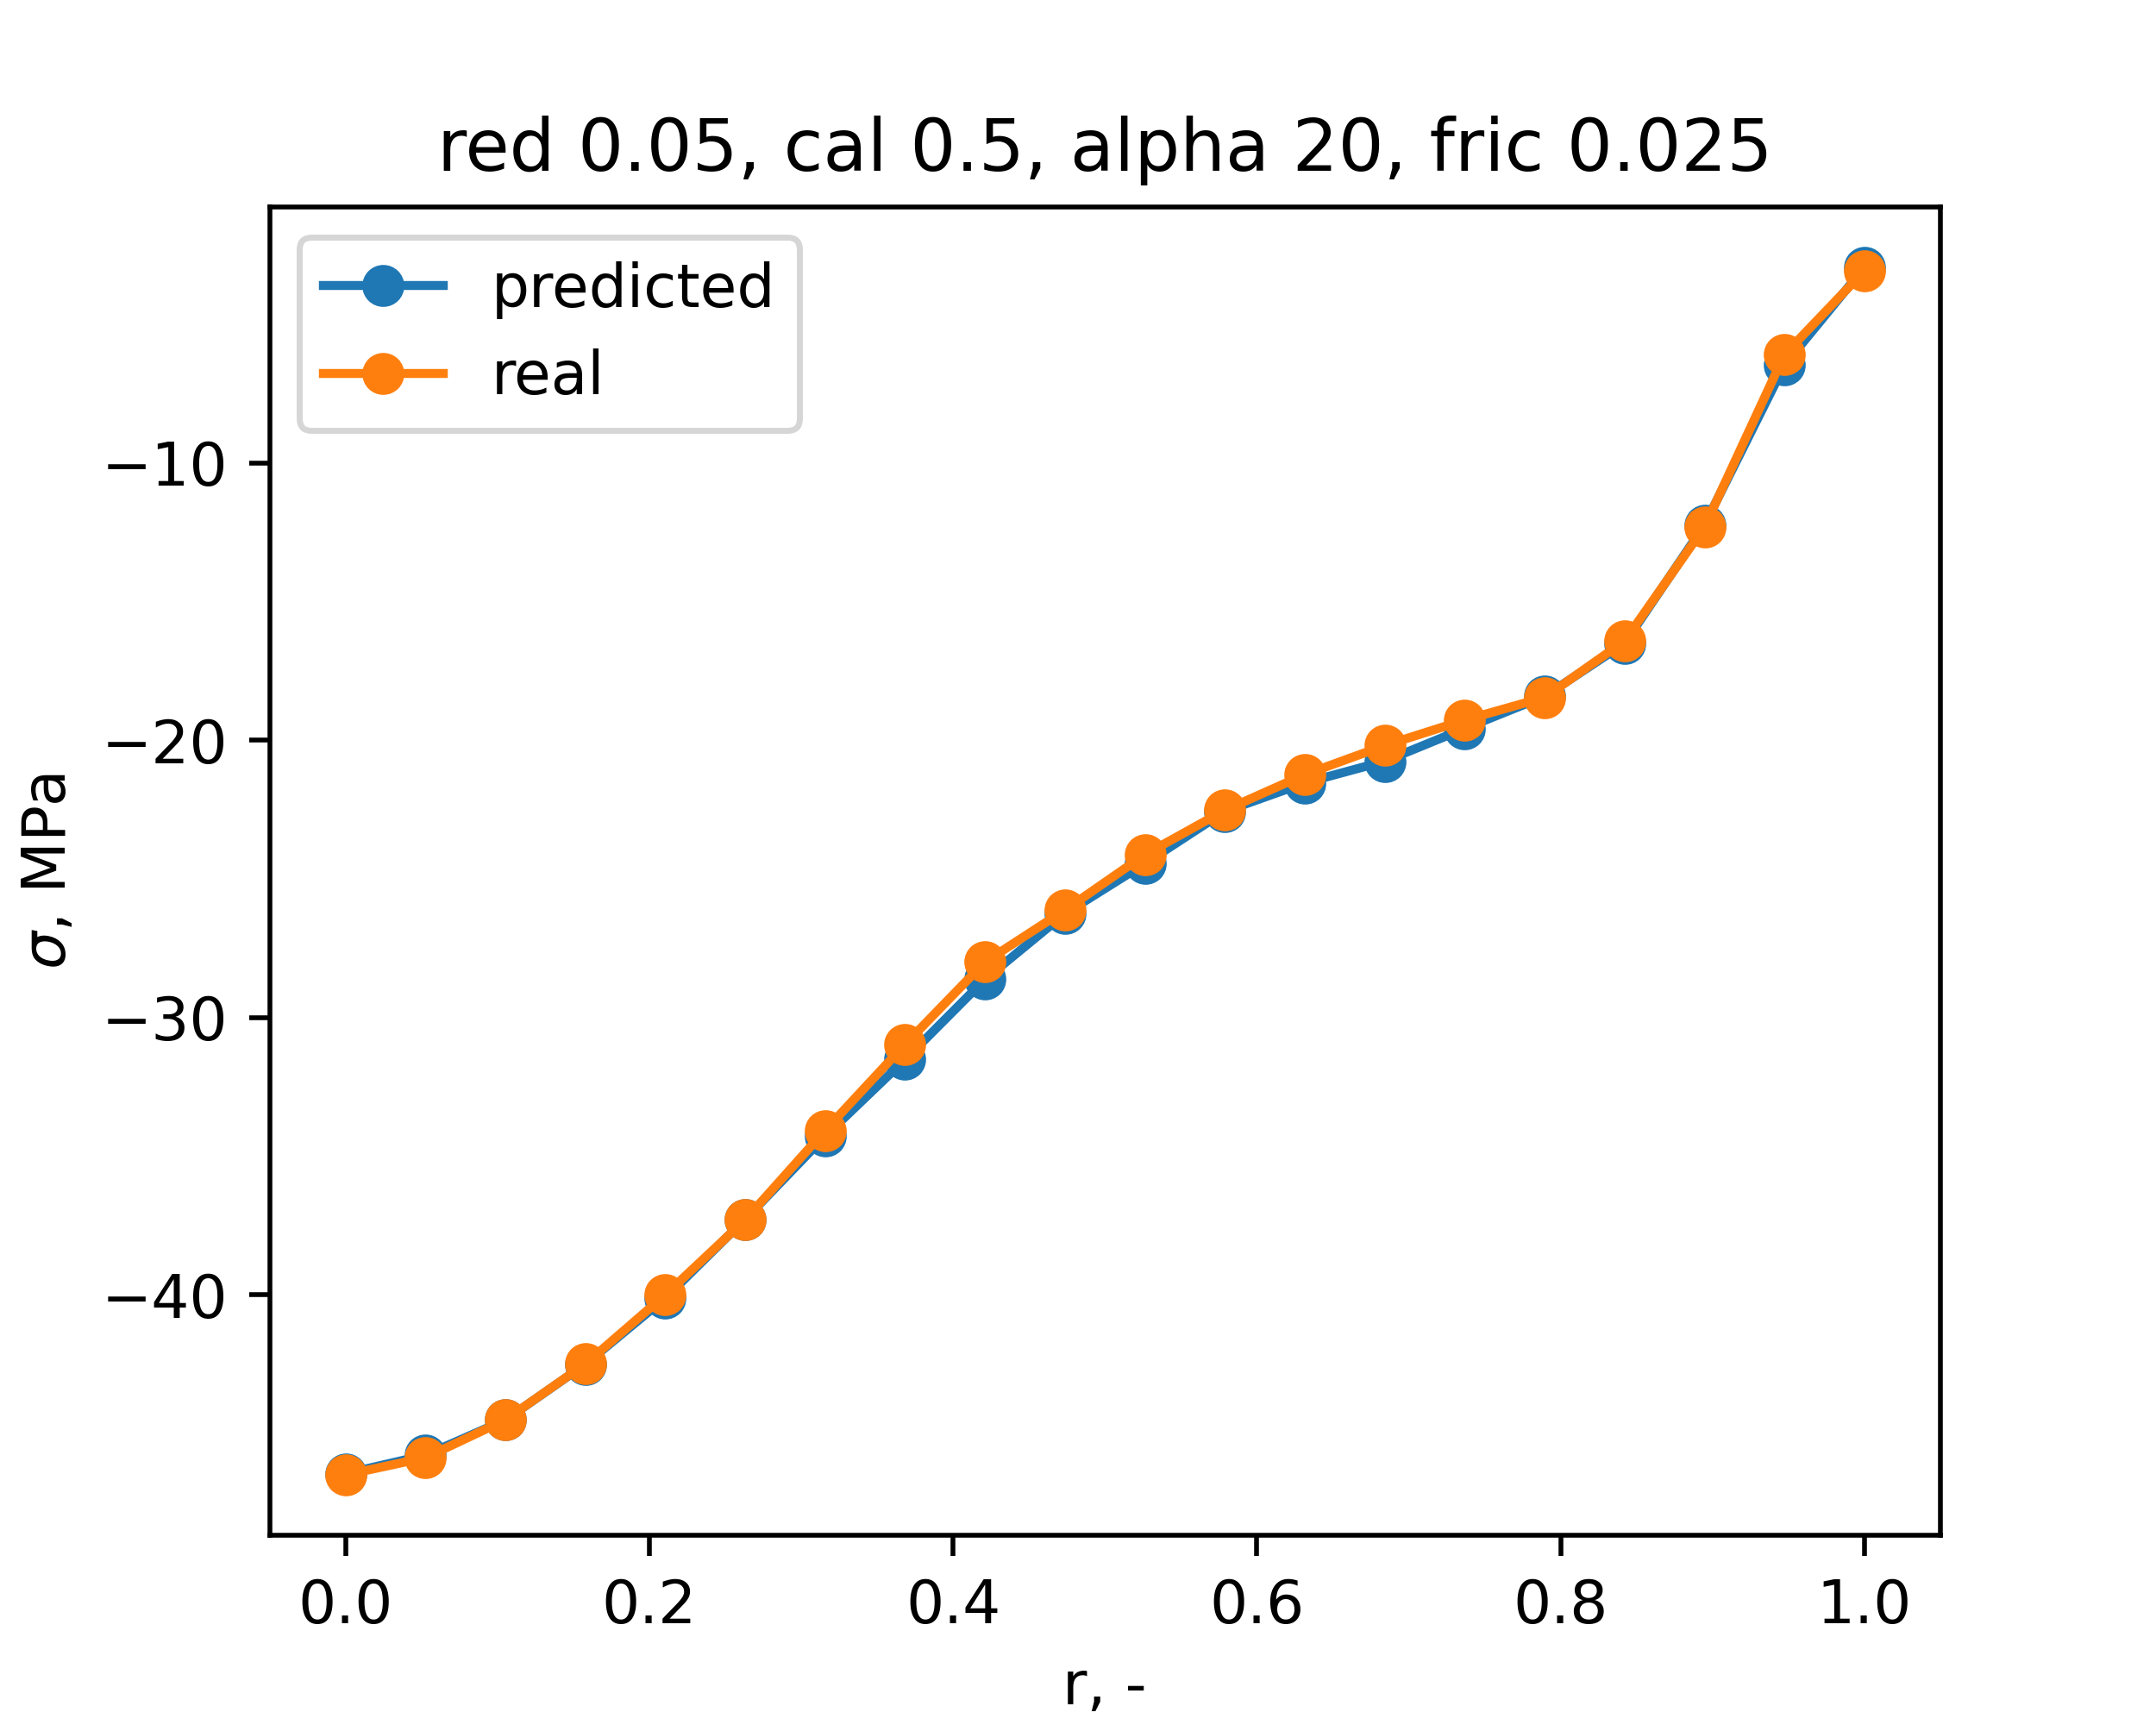 red 0.05, cal 0.5, alpha 20, fric 0.025
predicted
real
−10
−20
−30
−40
σ, MPa
0.0 0.2 0.4 0.6 0.8 1.0
r, -